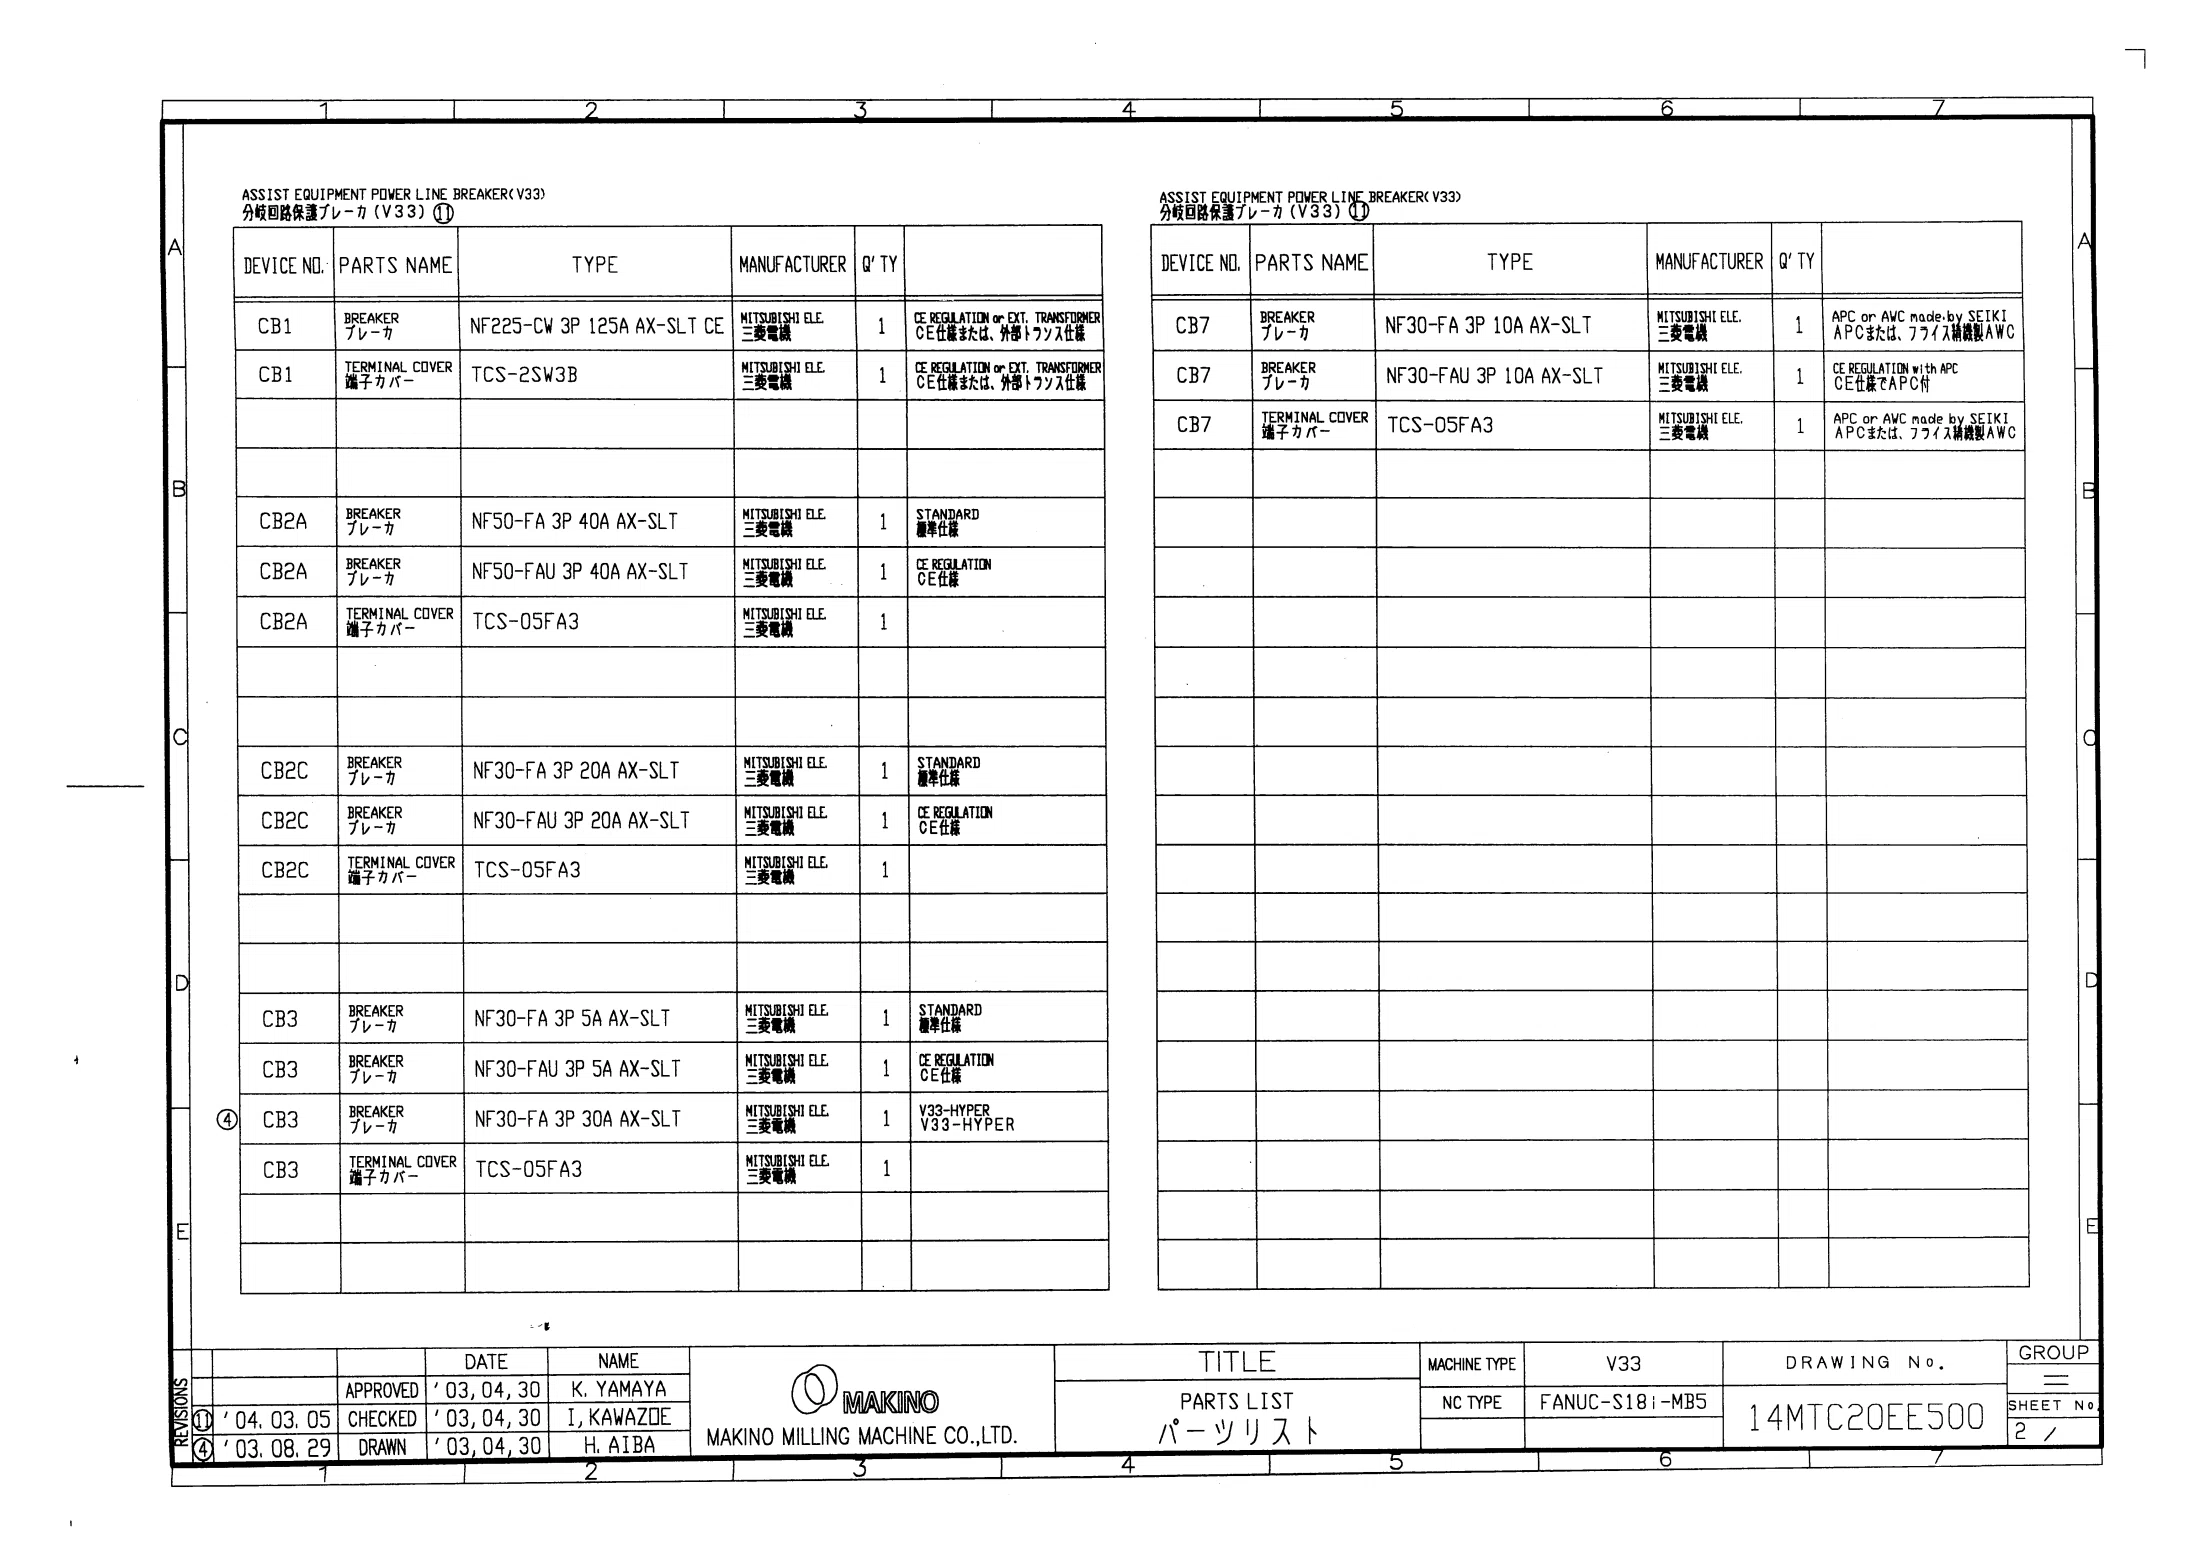 1 2 3 4 5 6 7
A
B
C
D
E
ASSIST EQUIPMENT POWER LINE BREAKER(V33)
分岐回路保護ブレーカ(V33) ⑪
DEVICE NO. PARTS NAME TYPE MANUFACTURER Q'TY
CB1 BREAKER NF225-CW 3P 125A AX-SLT CE MITSUBISHI ELE. 1 CE REGULATION or EXT. TRANSFORMER
ブレーカ 三菱電機 CE仕様または、外部トランス仕様
CB1 TERMINAL COVER TCS-2SW3B MITSUBISHI ELE. 1 CE REGULATION or EXT. TRANSFORMER
端子カバー 三菱電機 CE仕様または、外部トランス仕様
CB2A BREAKER NF50-FA 3P 40A AX-SLT MITSUBISHI ELE. 1 STANDARD
ブレーカ 三菱電機 標準仕様
CB2A BREAKER NF50-FAU 3P 40A AX-SLT MITSUBISHI ELE. 1 CE REGULATION
ブレーカ 三菱電機 CE仕様
CB2A TERMINAL COVER TCS-05FA3 MITSUBISHI ELE. 1
端子カバー 三菱電機
CB2C BREAKER NF30-FA 3P 20A AX-SLT MITSUBISHI ELE. 1 STANDARD
ブレーカ 三菱電機 標準仕様
CB2C BREAKER NF30-FAU 3P 20A AX-SLT MITSUBISHI ELE. 1 CE REGULATION
ブレーカ 三菱電機 CE仕様
CB2C TERMINAL COVER TCS-05FA3 MITSUBISHI ELE. 1
端子カバー 三菱電機
CB3 BREAKER NF30-FA 3P 5A AX-SLT MITSUBISHI ELE. 1 STANDARD
ブレーカ 三菱電機 標準仕様
CB3 BREAKER NF30-FAU 3P 5A AX-SLT MITSUBISHI ELE. 1 CE REGULATION
ブレーカ 三菱電機 CE仕様
④ CB3 BREAKER NF30-FA 3P 30A AX-SLT MITSUBISHI ELE. 1 V33-HYPER
ブレーカ 三菱電機 V33-HYPER
CB3 TERMINAL COVER TCS-05FA3 MITSUBISHI ELE. 1
端子カバー 三菱電機
ASSIST EQUIPMENT POWER LINE BREAKER(V33)
分岐回路保護ブレーカ(V33) ⑪
DEVICE NO. PARTS NAME TYPE MANUFACTURER Q'TY
CB7 BREAKER NF30-FA 3P 10A AX-SLT MITSUBISHI ELE. 1 APC or AWC made by SEIKI
ブレーカ 三菱電機 APCまたは、フライス精機製AWC
CB7 BREAKER NF30-FAU 3P 10A AX-SLT MITSUBISHI ELE. 1 CE REGULATION with APC
ブレーカ 三菱電機 CE仕様でAPC付
CB7 TERMINAL COVER TCS-05FA3 MITSUBISHI ELE. 1 APC or AWC made by SEIKI
端子カバー 三菱電機 APCまたは、フライス精機製AWC
A
B
C
D
E
REVISIONS
DATE NAME
APPROVED '03,04,30 K. YAMAYA
⑪ '04.03.05 CHECKED '03,04,30 I,KAWAZOE
④ '03.08.29 DRAWN '03,04,30 H. AIBA
MAKINO
MAKINO MILLING MACHINE CO.,LTD.
TITLE
PARTS LIST
パーツリスト
MACHINE TYPE V33
NC TYPE FANUC-S18i-MB5
DRAWING No.
14MTC20EE500
GROUP
=
SHEET No.
2 /
1 2 3 4 5 6 7